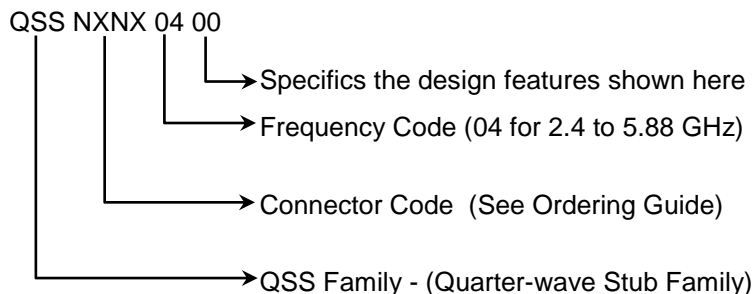 QSS NXNX 04 00
Specifics the design features shown here
Frequency Code (04 for 2.4 to 5.88 GHz)
Connector Code (See Ordering Guide)
QSS Family - (Quarter-wave Stub Family)